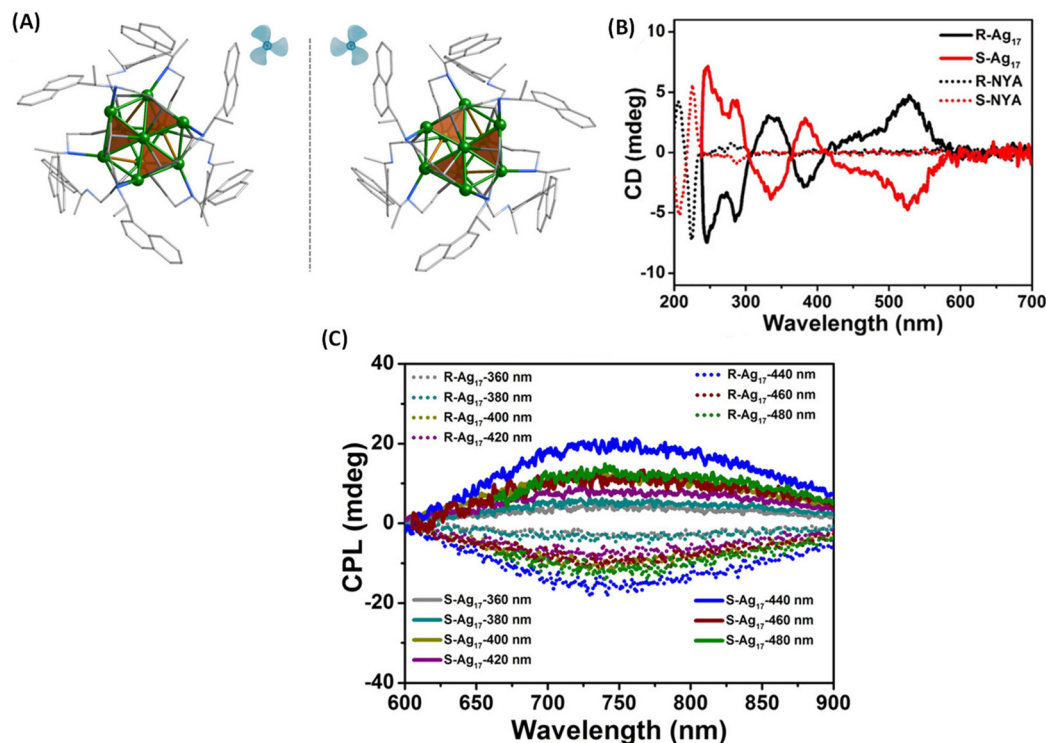 (A)
(B)
CD (mdeg)
10
5
0
-5
-10
R-Ag₁₇
S-Ag₁₇
R-NYA
S-NYA
200 300 400 500 600 700
Wavelength (nm)
(C)
CPL (mdeg)
40
20
0
-20
-40
R-Ag₁₇-360 nm
R-Ag₁₇-380 nm
R-Ag₁₇-400 nm
R-Ag₁₇-420 nm
R-Ag₁₇-440 nm
R-Ag₁₇-460 nm
R-Ag₁₇-480 nm
S-Ag₁₇-360 nm
S-Ag₁₇-380 nm
S-Ag₁₇-400 nm
S-Ag₁₇-420 nm
S-Ag₁₇-440 nm
S-Ag₁₇-460 nm
S-Ag₁₇-480 nm
600 650 700 750 800 850 900
Wavelength (nm)